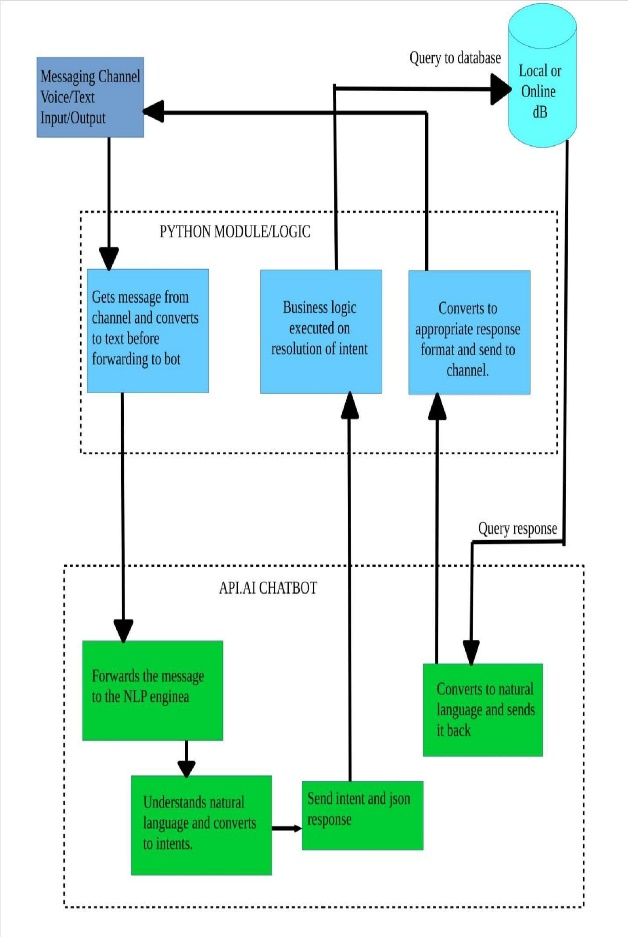 Query to database
Messaging Channel
Voice/Text
Input/Output
Local or
Online
dB
PYTHON MODULE/LOGIC
Gets message from
channel and converts
to text before
forwarding to bot
Business logic
executed on
resolution of intent
Converts to
appropriate response
format and send to
channel.
Query response
API.AI CHATBOT
Forwards the message
to the NLP enginea
Converts to natural
language and sends
it back
Understands natural
language and converts
to intents.
Send intent and json
response